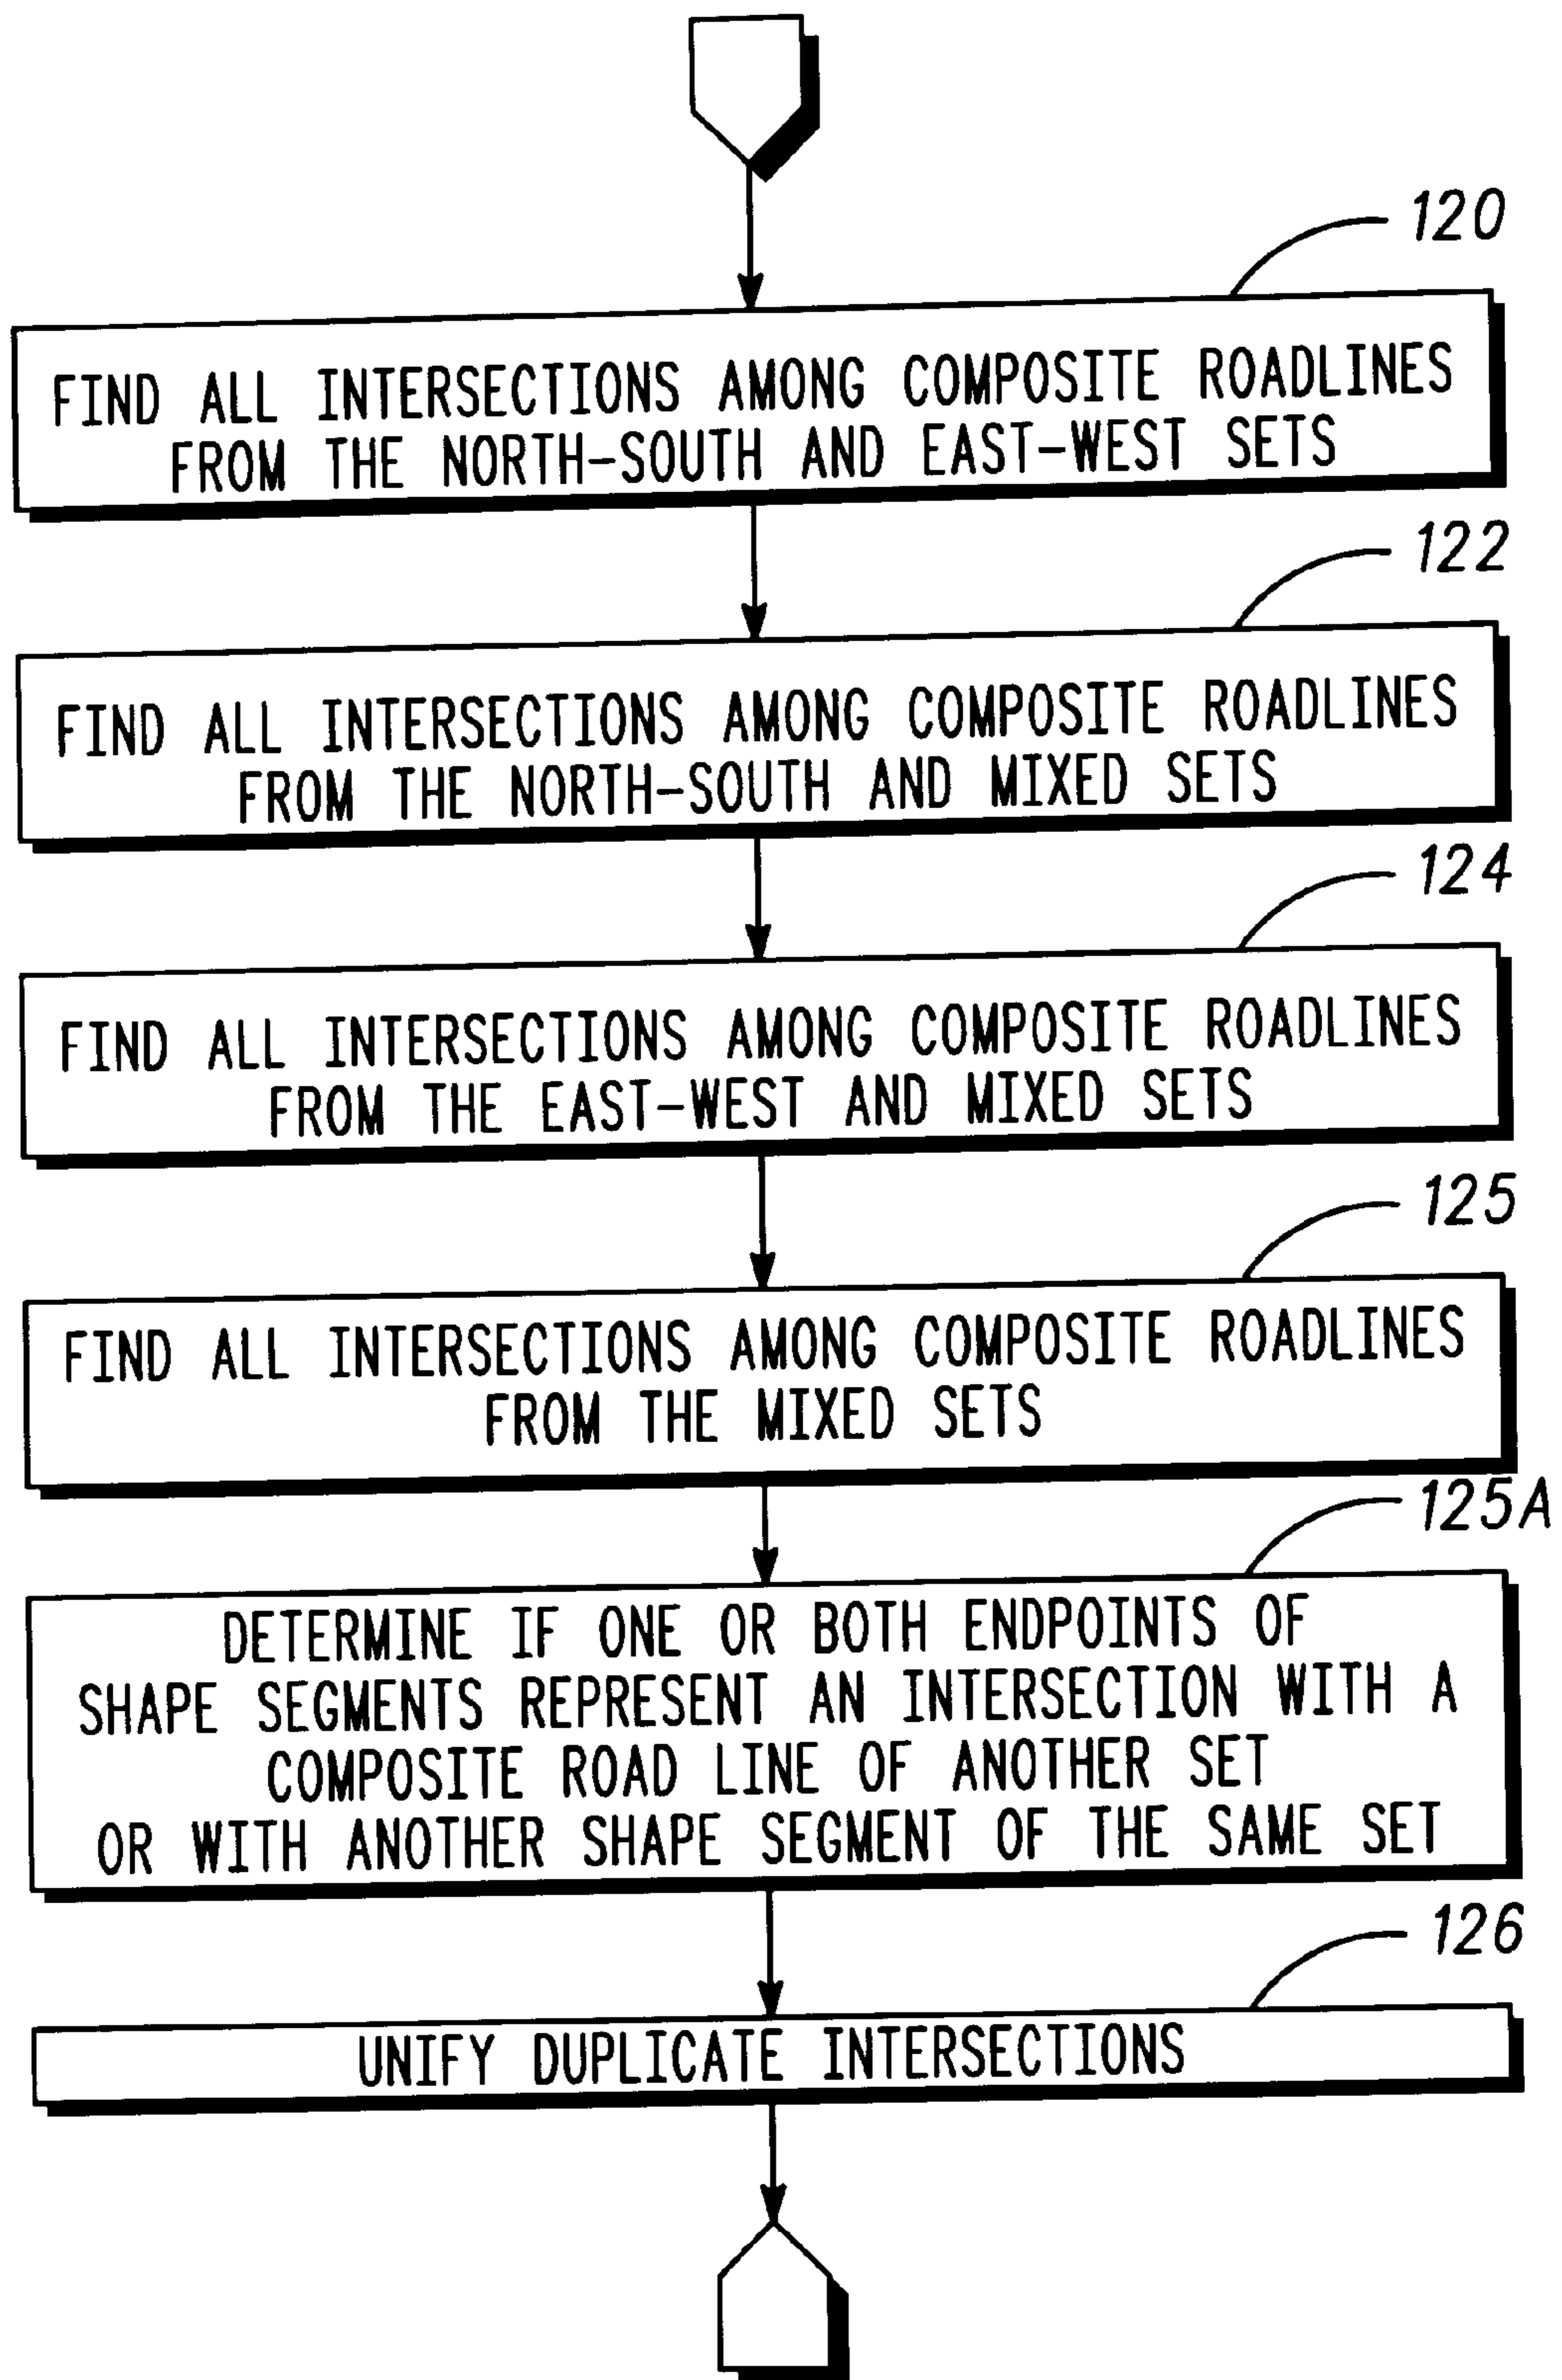 120
FIND ALL INTERSECTIONS AMONG COMPOSITE ROADLINES
FROM THE NORTH-SOUTH AND EAST-WEST SETS
122
FIND ALL INTERSECTIONS AMONG COMPOSITE ROADLINES
FROM THE NORTH-SOUTH AND MIXED SETS
124
FIND ALL INTERSECTIONS AMONG COMPOSITE ROADLINES
FROM THE EAST-WEST AND MIXED SETS
125
FIND ALL INTERSECTIONS AMONG COMPOSITE ROADLINES
FROM THE MIXED SETS
125A
DETERMINE IF ONE OR BOTH ENDPOINTS OF
SHAPE SEGMENTS REPRESENT AN INTERSECTION WITH A
COMPOSITE ROAD LINE OF ANOTHER SET
OR WITH ANOTHER SHAPE SEGMENT OF THE SAME SET
126
UNIFY DUPLICATE INTERSECTIONS